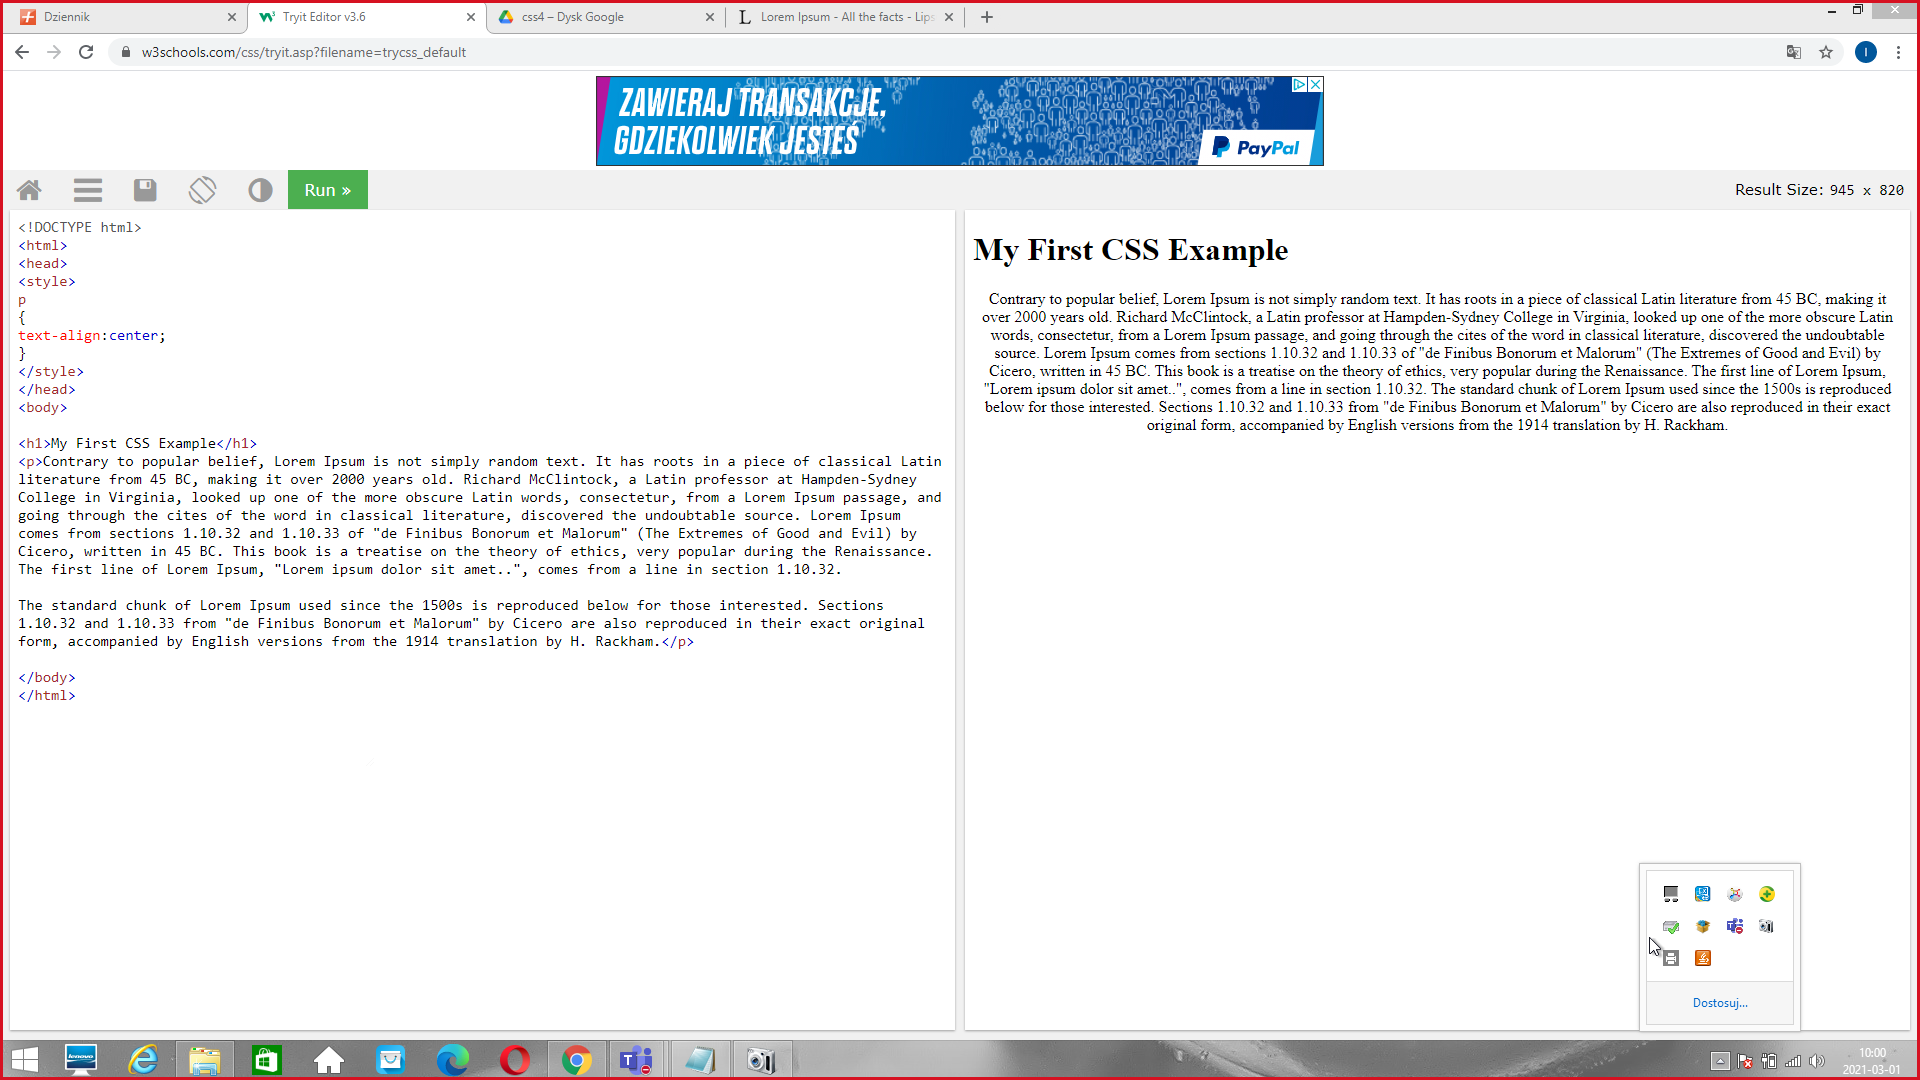 Dziennik
Tryit Editor v3.6
css4 – Dysk Google
Lorem Ipsum - All the facts - Lips
w3schools.com/css/tryit.asp?filename=trycss_default
ZAWIERAJ TRANSAKCJE,
GDZIEKOLWIEK JESTEŚ
PayPal
Run »
Result Size: 945 x 820
<!DOCTYPE html>
<html>
<head>
<style>
p
{
text-align:center;
}
</style>
</head>
<body>
<h1>My First CSS Example</h1>
<p>Contrary to popular belief, Lorem Ipsum is not simply random text. It has roots in a piece of classical Latin
literature from 45 BC, making it over 2000 years old. Richard McClintock, a Latin professor at Hampden-Sydney
College in Virginia, looked up one of the more obscure Latin words, consectetur, from a Lorem Ipsum passage, and
going through the cites of the word in classical literature, discovered the undoubtable source. Lorem Ipsum
comes from sections 1.10.32 and 1.10.33 of "de Finibus Bonorum et Malorum" (The Extremes of Good and Evil) by
Cicero, written in 45 BC. This book is a treatise on the theory of ethics, very popular during the Renaissance.
The first line of Lorem Ipsum, "Lorem ipsum dolor sit amet..", comes from a line in section 1.10.32.
The standard chunk of Lorem Ipsum used since the 1500s is reproduced below for those interested. Sections
1.10.32 and 1.10.33 from "de Finibus Bonorum et Malorum" by Cicero are also reproduced in their exact original
form, accompanied by English versions from the 1914 translation by H. Rackham.</p>
</body>
</html>
My First CSS Example
Contrary to popular belief, Lorem Ipsum is not simply random text. It has roots in a piece of classical Latin literature from 45 BC, making it
over 2000 years old. Richard McClintock, a Latin professor at Hampden-Sydney College in Virginia, looked up one of the more obscure Latin
words, consectetur, from a Lorem Ipsum passage, and going through the cites of the word in classical literature, discovered the undoubtable
source. Lorem Ipsum comes from sections 1.10.32 and 1.10.33 of "de Finibus Bonorum et Malorum" (The Extremes of Good and Evil) by
Cicero, written in 45 BC. This book is a treatise on the theory of ethics, very popular during the Renaissance. The first line of Lorem Ipsum,
"Lorem ipsum dolor sit amet..", comes from a line in section 1.10.32. The standard chunk of Lorem Ipsum used since the 1500s is reproduced
below for those interested. Sections 1.10.32 and 1.10.33 from "de Finibus Bonorum et Malorum" by Cicero are also reproduced in their exact
original form, accompanied by English versions from the 1914 translation by H. Rackham.
Dostosuj...
lenovo
10:00
2021-03-01